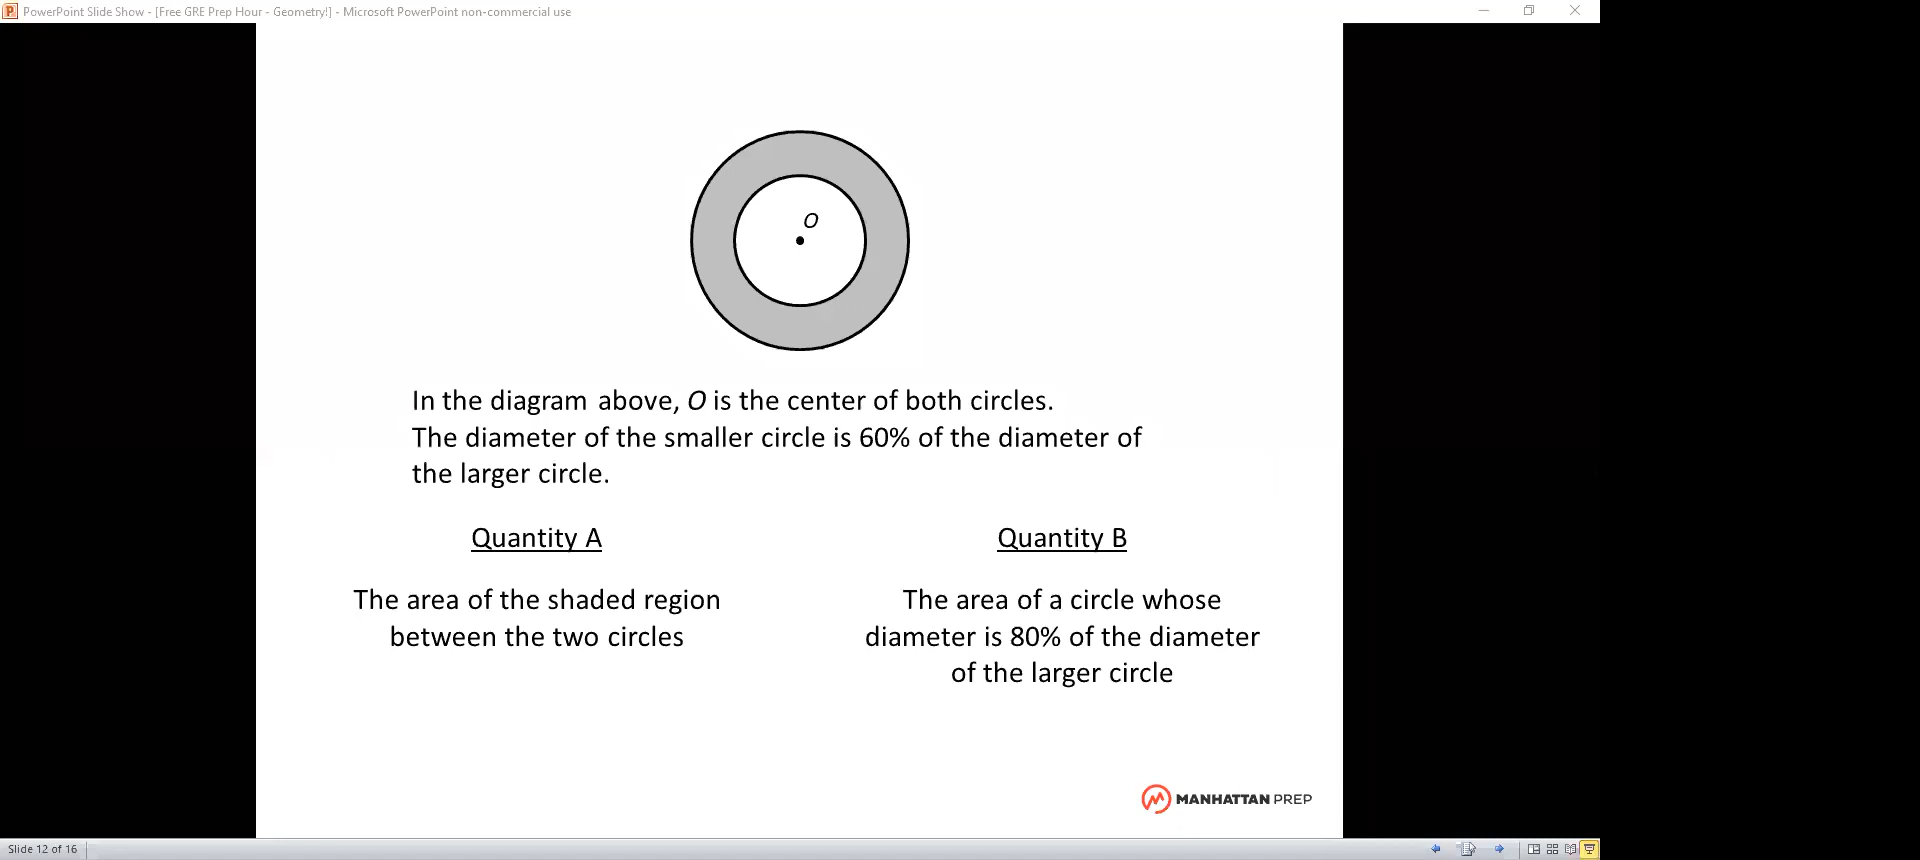 PowerPoint Slide Show - [Free GRE Prep Hour - Geometry!] - Microsoft PowerPoint non-commercial use
O
In the diagram above, O is the center of both circles.
The diameter of the smaller circle is 60% of the diameter of
the larger circle.
Quantity A
The area of the shaded region
between the two circles
Quantity B
The area of a circle whose
diameter is 80% of the diameter
of the larger circle
MANHATTAN PREP
Slide 12 of 16